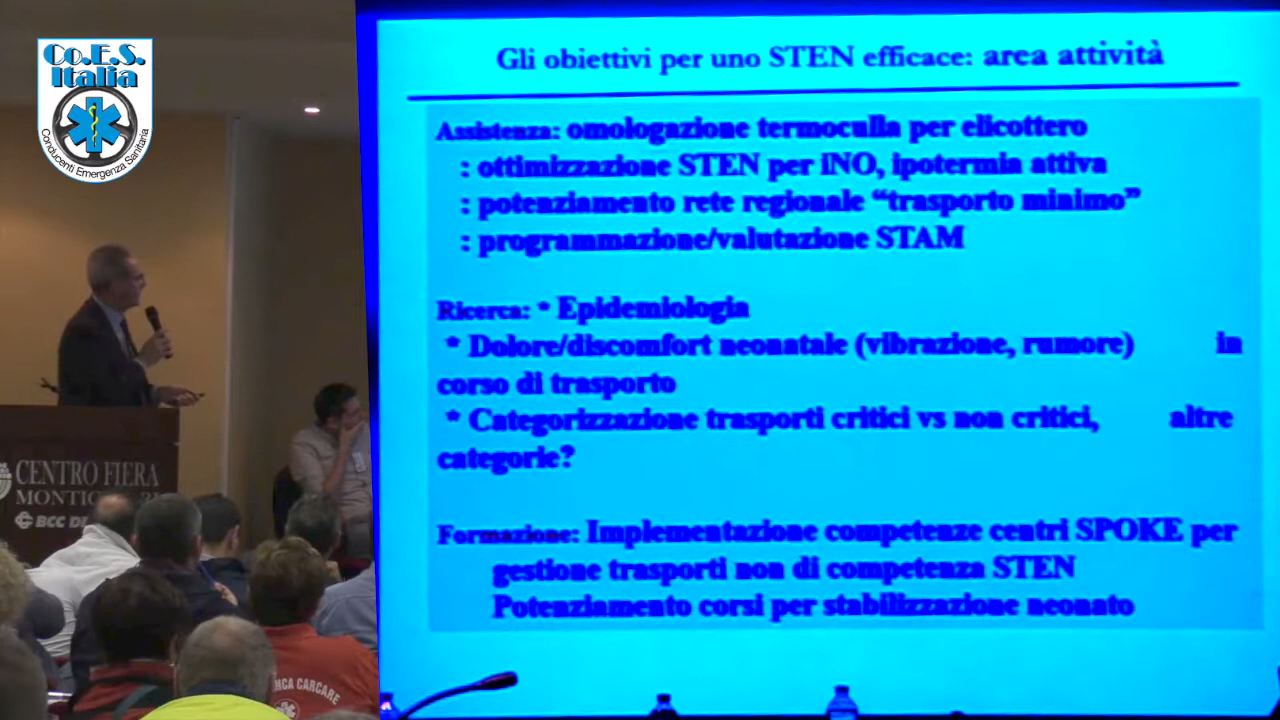 Co.E.S.
Italia
Conducenti Emergenza Sanitaria
Gli obiettivi per uno STEN efficace: area attività
Assistenza: omologazione termoculla per elicottero
: ottimizzazione STEN per iNO, ipotermia attiva
: potenziamento rete regionale “trasporto minimo”
: programmazione/valutazione STAM
Ricerca: * Epidemiologia
* Dolore/discomfort neonatale (vibrazione, rumore) in
corso di trasporto
* Categorizzazione trasporti critici vs non critici, altre
categorie?
Formazione: Implementazione competenze centri SPOKE per
gestione trasporti non di competenza STEN
Potenziamento corsi per stabilizzazione neonato
CENTRO FIERA
BCC
CARCARE